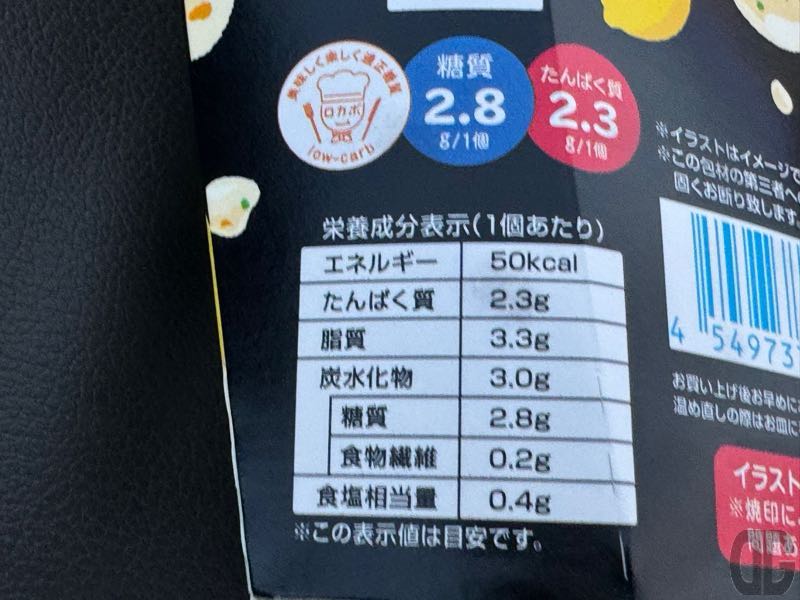 美味しく楽しく適正糖質
ロカボ
low-carb
糖質
2.8
g/1個
たんぱく質
2.3
g/1個
※イラストはイメージで
※この包材の第三者へ
固くお断り致します。
栄養成分表示(1個あたり)
エネルギー 50kcal
たんぱく質 2.3g
脂質 3.3g
炭水化物 3.0g
糖質 2.8g
食物繊維 0.2g
食塩相当量 0.4g
※この表示値は目安です。
4 54973
お買い上げ後お早めに
温め直しの際はお皿に
イラスト
※焼印に
問題あ